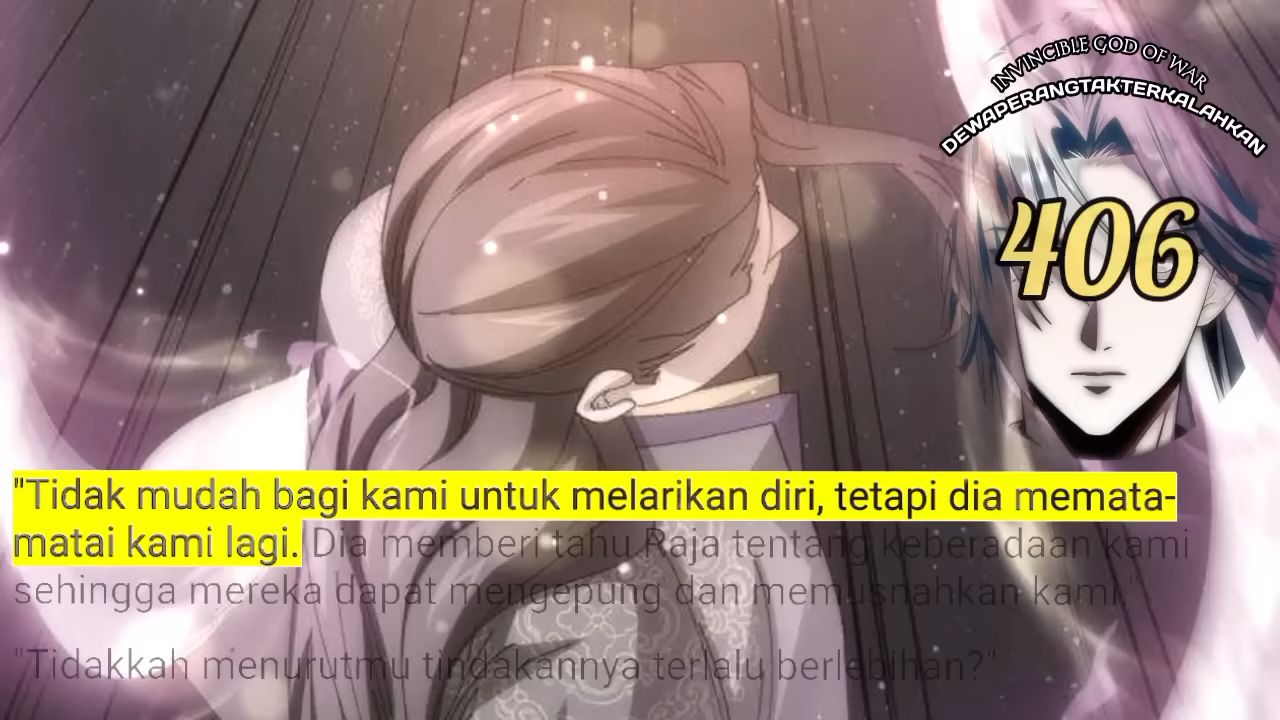 INVINCIBLE GOD OF WAR
DEWAPERANGTAKTERKALAHKAN
406
"Tidak mudah bagi kami untuk melarikan diri, tetapi dia memata-
matai kami lagi. Dia memberi tahu Raja tentang keberadaan kami
sehingga mereka dapat mengepung dan memusnahkan kami."
"Tidakkah menurutmu tindakannya terlalu berlebihan?"